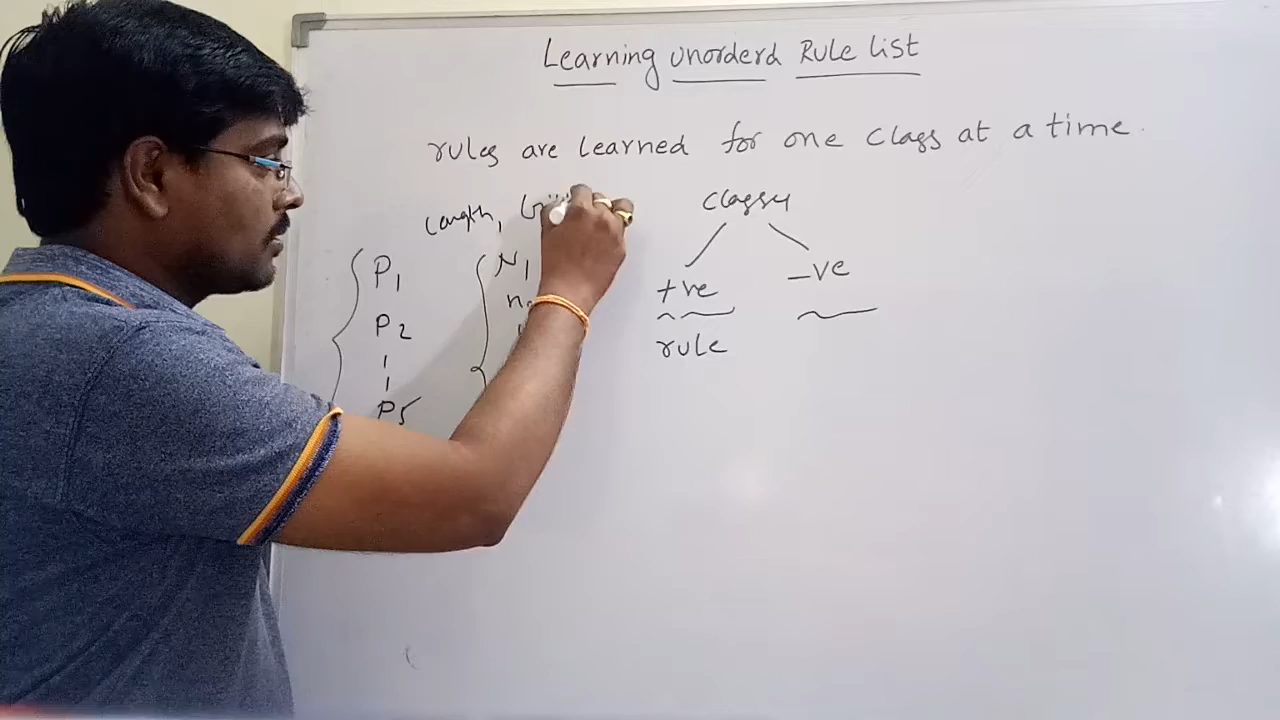 Learning Unorderd Rule list
rules are learned for one class at a time.
Length,
classy
+ve
-ve
rule
P1
P2
P5
N1